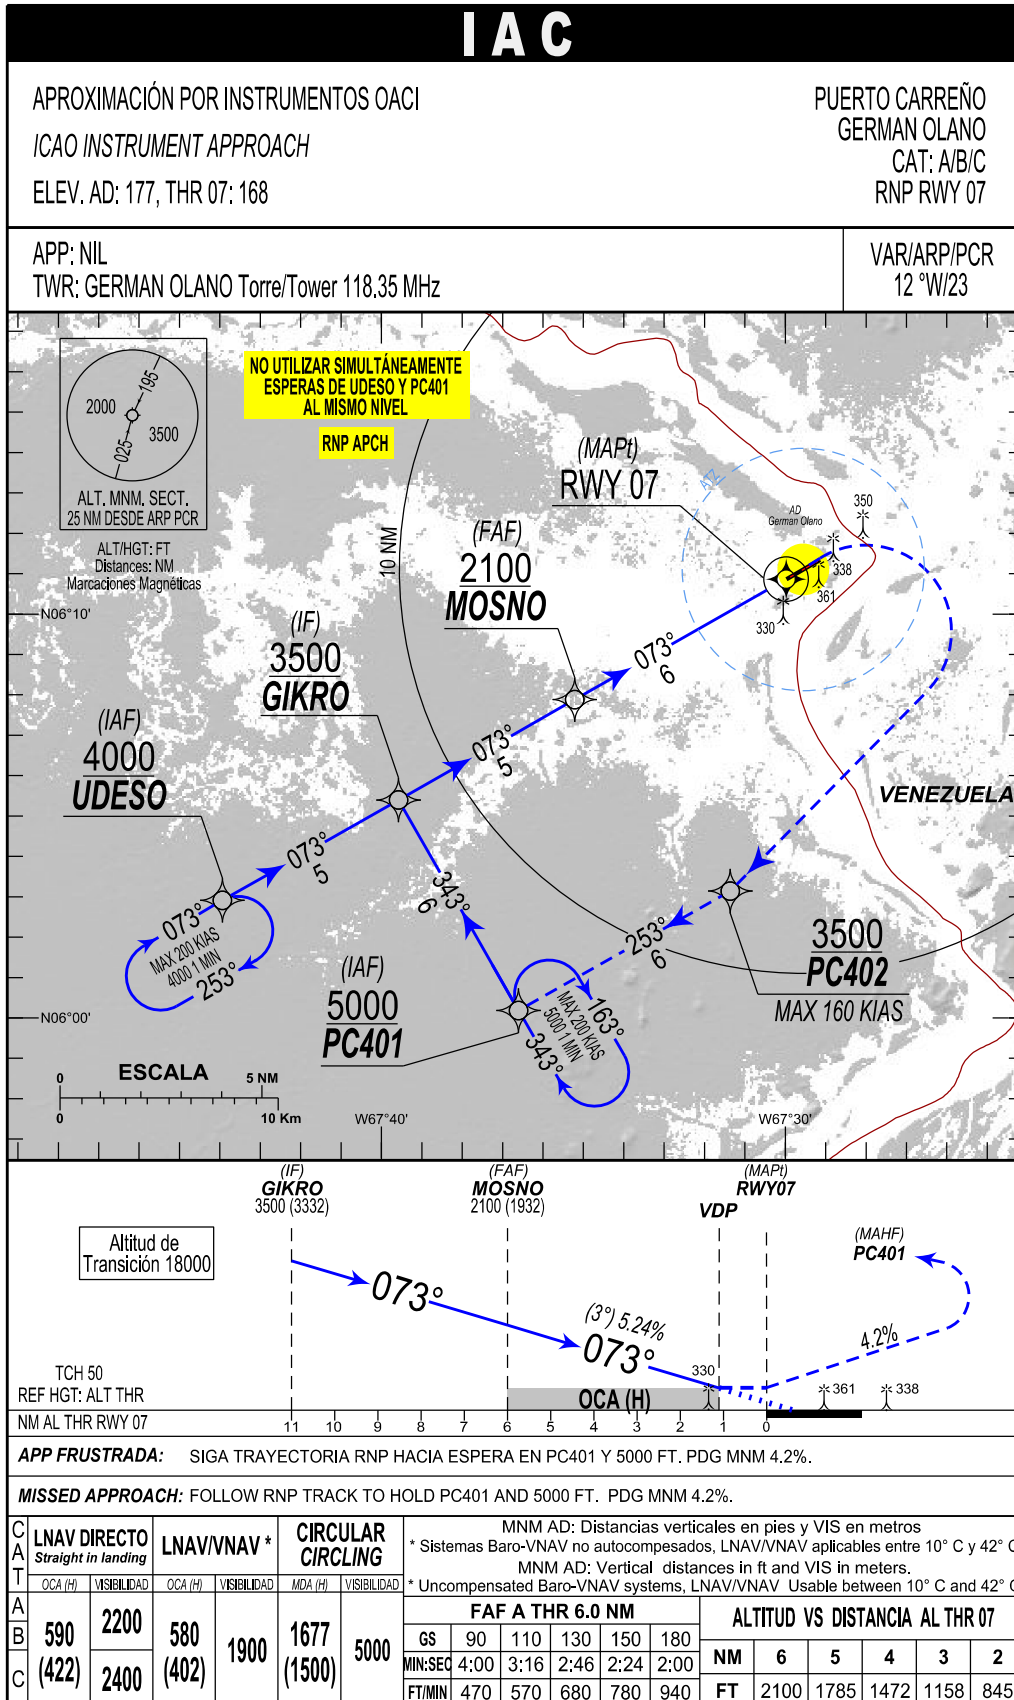 IAC
APROXIMACIÓN POR INSTRUMENTOS OACI
ICAO INSTRUMENT APPROACH
ELEV. AD: 177, THR 07: 168
PUERTO CARREÑO
GERMAN OLANO
CAT: A/B/C
RNP RWY 07
APP: NIL
TWR: GERMAN OLANO Torre/Tower 118.35 MHz
VAR/ARP/PCR
12 °W/23
195
2000
3500
025
ALT. MNM. SECT.
25 NM DESDE ARP PCR
ALT/HGT: FT
Distances: NM
Marcaciones Magnéticas
NO UTILIZAR SIMULTÁNEAMENTE
ESPERAS DE UDESO Y PC401
AL MISMO NIVEL
RNP APCH
10 NM
(MAPt)
RWY 07
ATZ
AD
German Olano
350
338
361
330
(FAF)
2100
MOSNO
N06°10'
(IF)
3500
GIKRO
073°
6
(IAF)
4000
UDESO
073°
5
VENEZUELA
073°
5
343°
6
073°
MAX 200 KIAS
4000 1 MIN
253°
253°
6
3500
PC402
MAX 160 KIAS
(IAF)
5000
PC401
163°
MAX 200 KIAS
5000 1 MIN
343°
N06°00'
ESCALA
0 5 NM
0 10 Km
W67°40'
W67°30'
(IF)
GIKRO
3500 (3332)
(FAF)
MOSNO
2100 (1932)
(MAPt)
RWY07
VDP
Altitud de
Transición 18000
(MAHF)
PC401
073°
(3°) 5.24%
073°
4.2%
TCH 50
REF HGT: ALT THR
330
OCA (H)
361
338
NM AL THR RWY 07
11 10 9 8 7 6 5 4 3 2 1 0
APP FRUSTRADA: SIGA TRAYECTORIA RNP HACIA ESPERA EN PC401 Y 5000 FT. PDG MNM 4.2%.
MISSED APPROACH: FOLLOW RNP TRACK TO HOLD PC401 AND 5000 FT. PDG MNM 4.2%.
CAT
LNAV DIRECTO
Straight in landing
LNAV/VNAV *
CIRCULAR
CIRCLING
OCA (H) VISIBILIDAD OCA (H) VISIBILIDAD MDA (H) VISIBILIDAD
A
B
C
590
(422)
2200
2400
580
(402)
1900
1677
(1500)
5000
MNM AD: Distancias verticales en pies y VIS en metros
* Sistemas Baro-VNAV no autocompesados, LNAV/VNAV aplicables entre 10° C y 42° C
MNM AD: Vertical distances in ft and VIS in meters.
* Uncompensated Baro-VNAV systems, LNAV/VNAV Usable between 10° C and 42° C
FAF A THR 6.0 NM
GS 90 110 130 150 180
MIN:SEC 4:00 3:16 2:46 2:24 2:00
FT/MIN 470 570 680 780 940
ALTITUD VS DISTANCIA AL THR 07
NM 6 5 4 3 2
FT 2100 1785 1472 1158 845